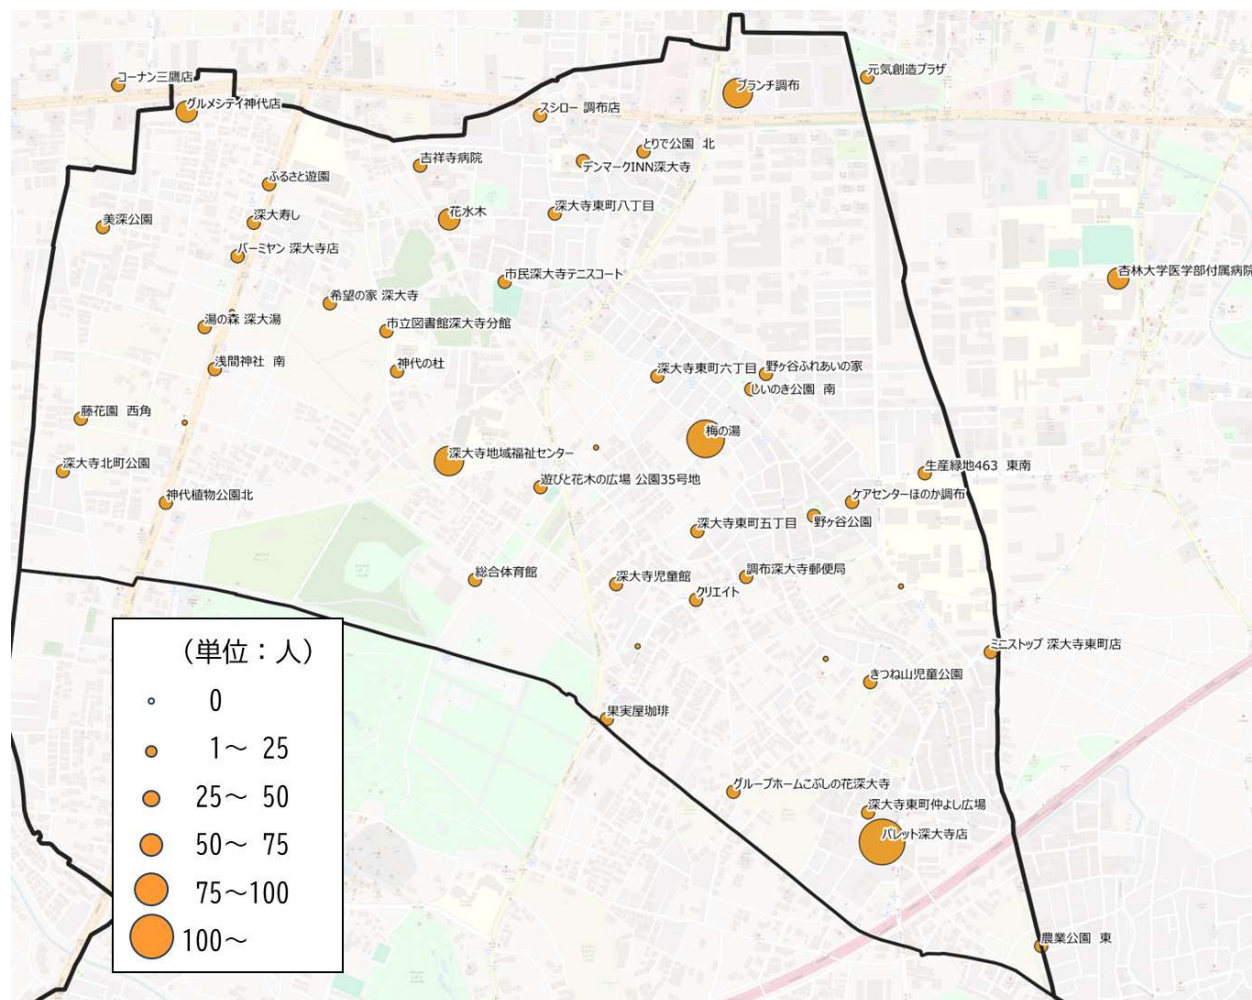 コーナン三鷹店
元気創造プラザ
ブランチ調布
グルメシティ神代店
スシロー 調布店
とりで公園 北
吉祥寺病院
デンマークINN深大寺
ふるさと遊園
美深公園
深大寿し
花水木
深大寺東町八丁目
バーミヤン 深大寺店
市民深大寺テニスコート
杏林大学医学部付属病院
希望の家 深大寺
湯の森 深大湯
市立図書館深大寺分館
浅間神社 南
神代の杜
深大寺東町六丁目
野ヶ谷ふれあいの家
しいのき公園 南
藤花園 西角
梅の湯
深大寺地域福祉センター
深大寺北町公園
生産緑地463 東南
遊びと花木の広場 公園35号地
神代植物公園北
ケアセンターほのか調布
深大寺東町五丁目
野ヶ谷公園
総合体育館
深大寺児童館
調布深大寺郵便局
クリエイト
ミニストップ 深大寺東町店
きつね山児童公園
果実屋珈琲
グループホームこぶしの花深大寺
深大寺東町仲よし広場
パレット深大寺店
農業公園 東
（単位：人）
0
1～ 25
25～ 50
50～ 75
75～100
100～